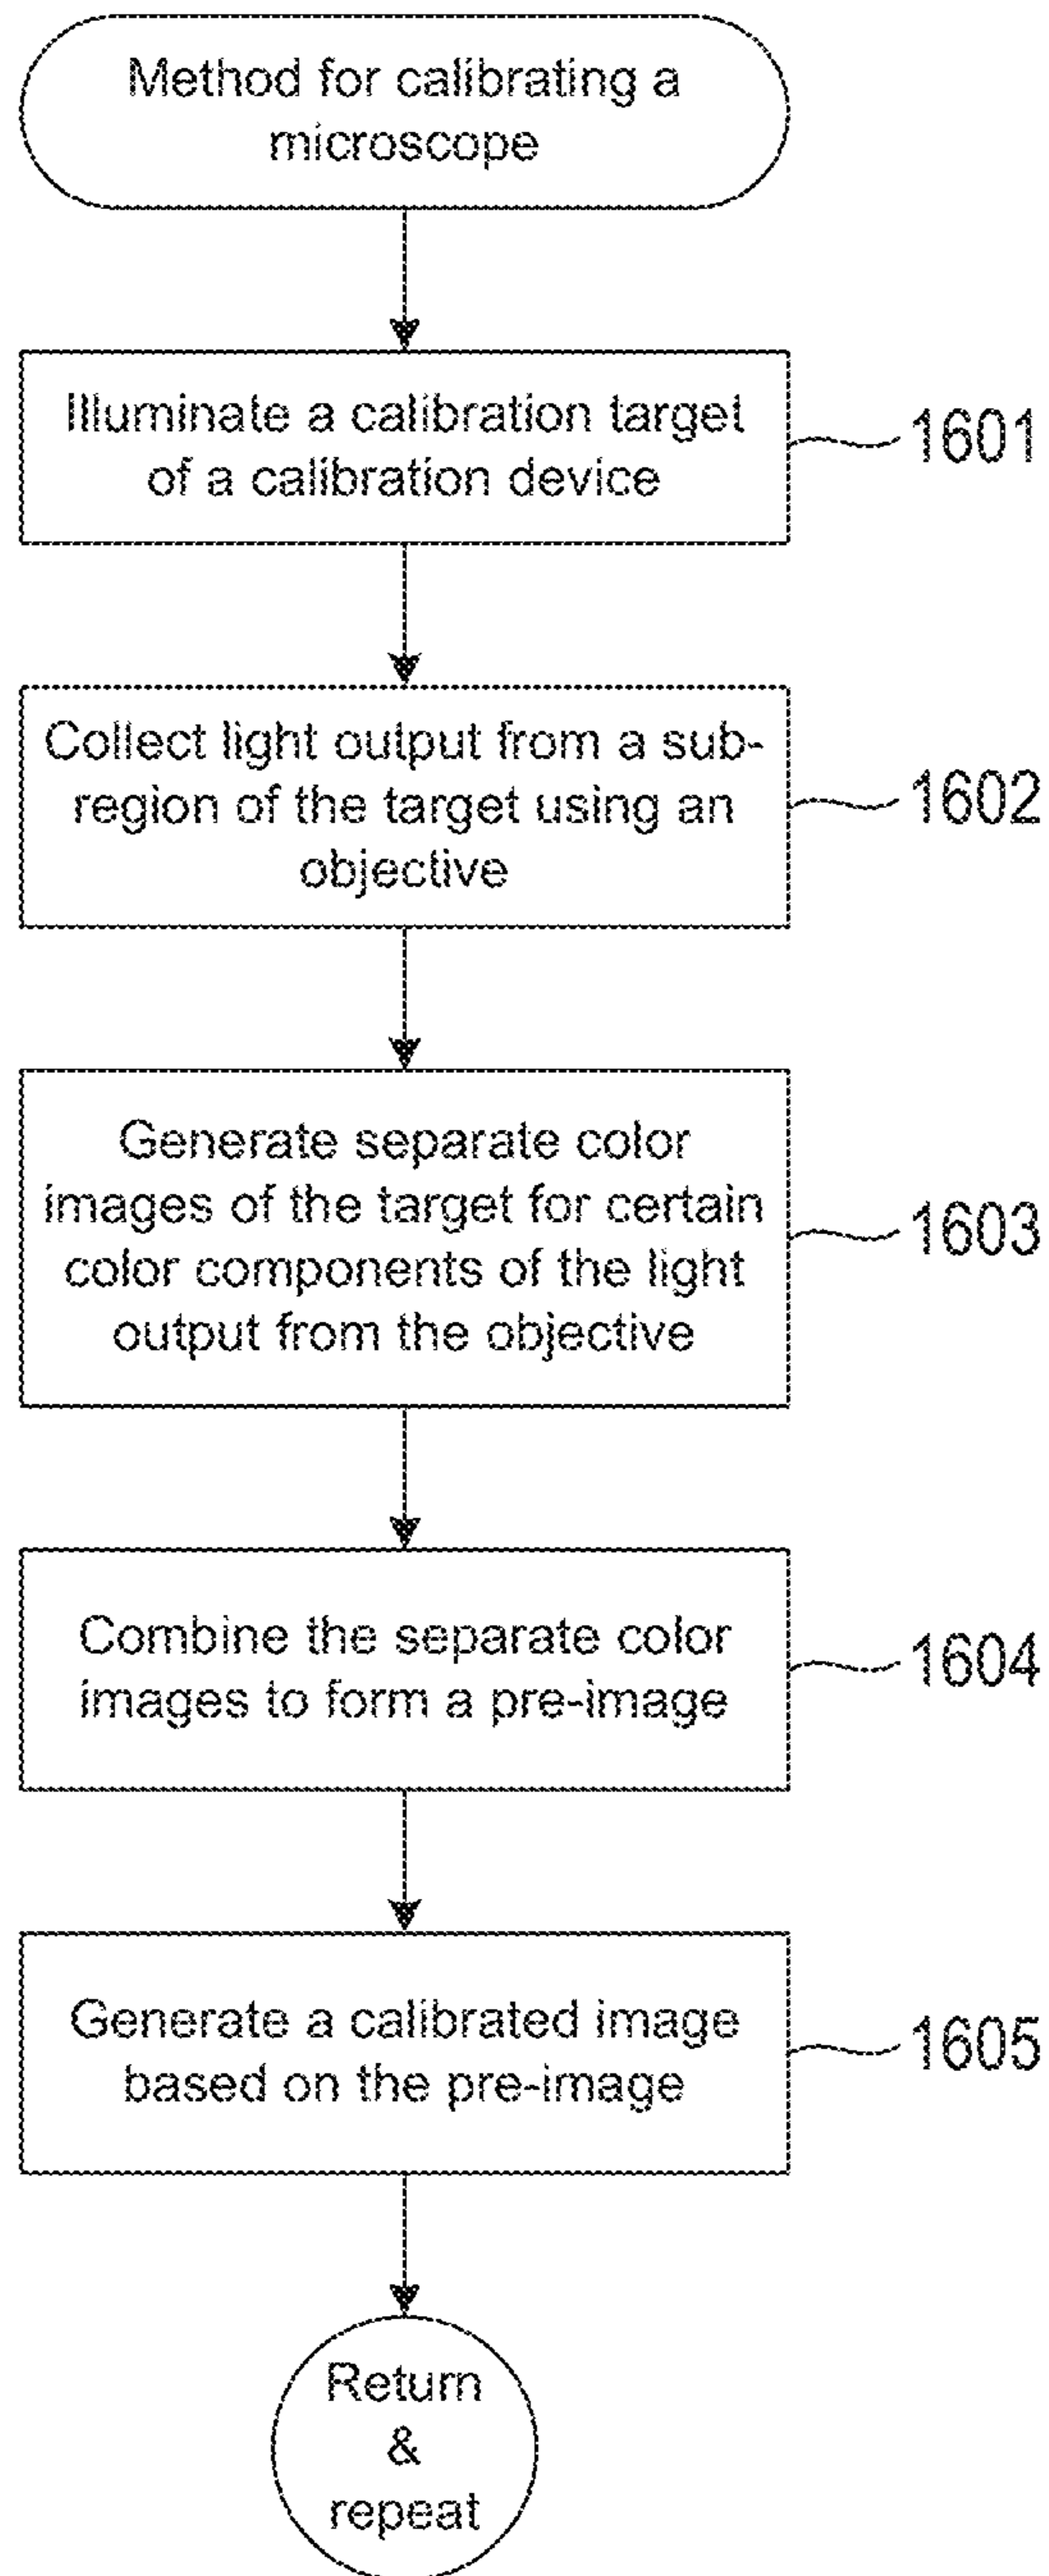 Method for calibrating a
microscope
Illuminate a calibration target
of a calibration device
1601
Collect light output from a sub-
region of the target using an
objective
1602
Generate separate color
images of the target for certain
color components of the light
output from the objective
1603
Combine the separate color
images to form a pre-image
1604
Generate a calibrated image
based on the pre-image
1605
Return
&
repeat